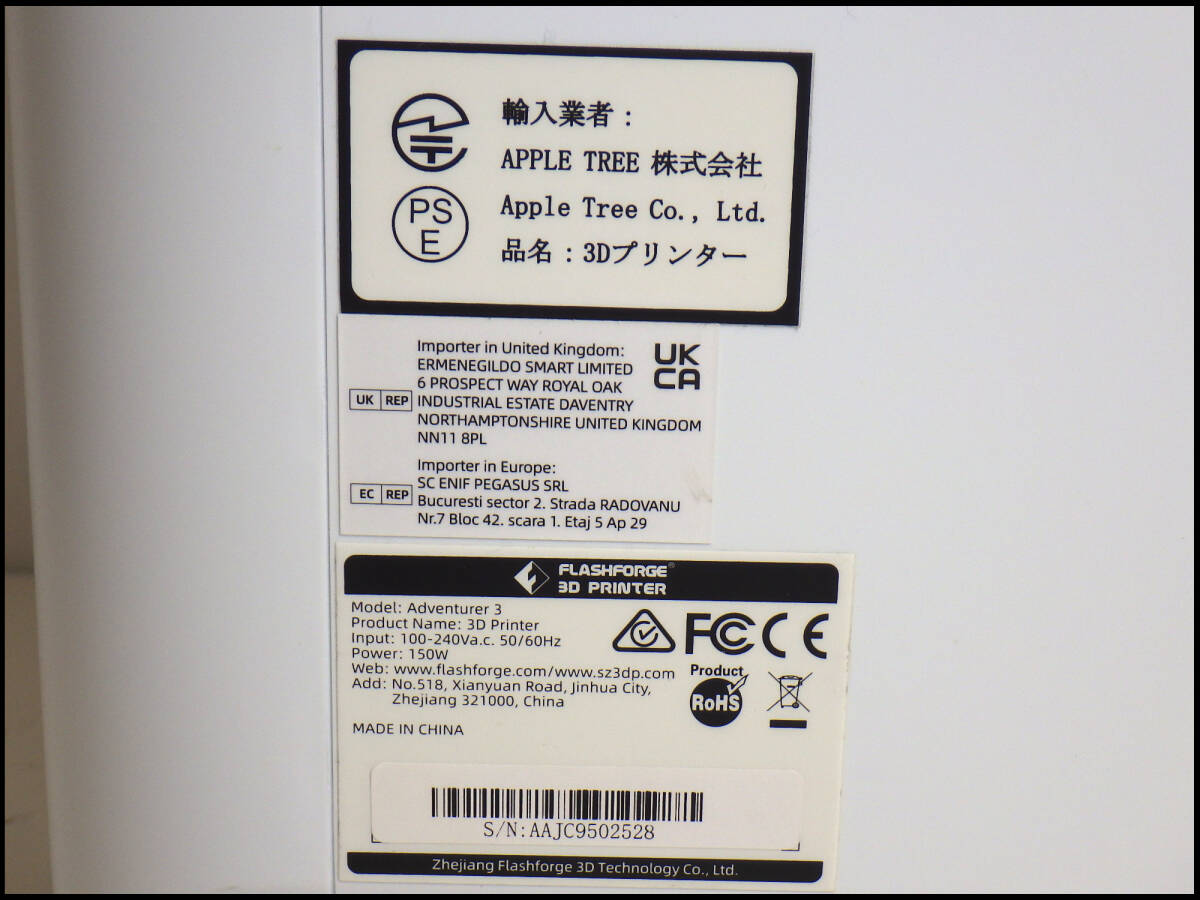 輸入業者：
APPLE TREE 株式会社
Apple Tree Co., Ltd.
品名：3Dプリンター
PS
E
Importer in United Kingdom:
ERMENEGILDO SMART LIMITED
6 PROSPECT WAY ROYAL OAK
INDUSTRIAL ESTATE DAVENTRY
NORTHAMPTONSHIRE UNITED KINGDOM
NN11 8PL
UK REP
UK
CA
Importer in Europe:
SC ENIF PEGASUS SRL
Bucuresti sector 2. Strada RADOVANU
Nr.7 Bloc 42. scara 1. Etaj 5 Ap 29
EC REP
FLASHFORGE®
3D PRINTER
Model: Adventurer 3
Product Name: 3D Printer
Input: 100-240Va.c. 50/60Hz
Power: 150W
Web: www.flashforge.com/www.sz3dp.com
Add: No.518, Xianyuan Road, Jinhua City,
Zhejiang 321000, China
MADE IN CHINA
FCC CE
Product
RoHS
S/N:AAJC9502528
Zhejiang Flashforge 3D Technology Co., Ltd.